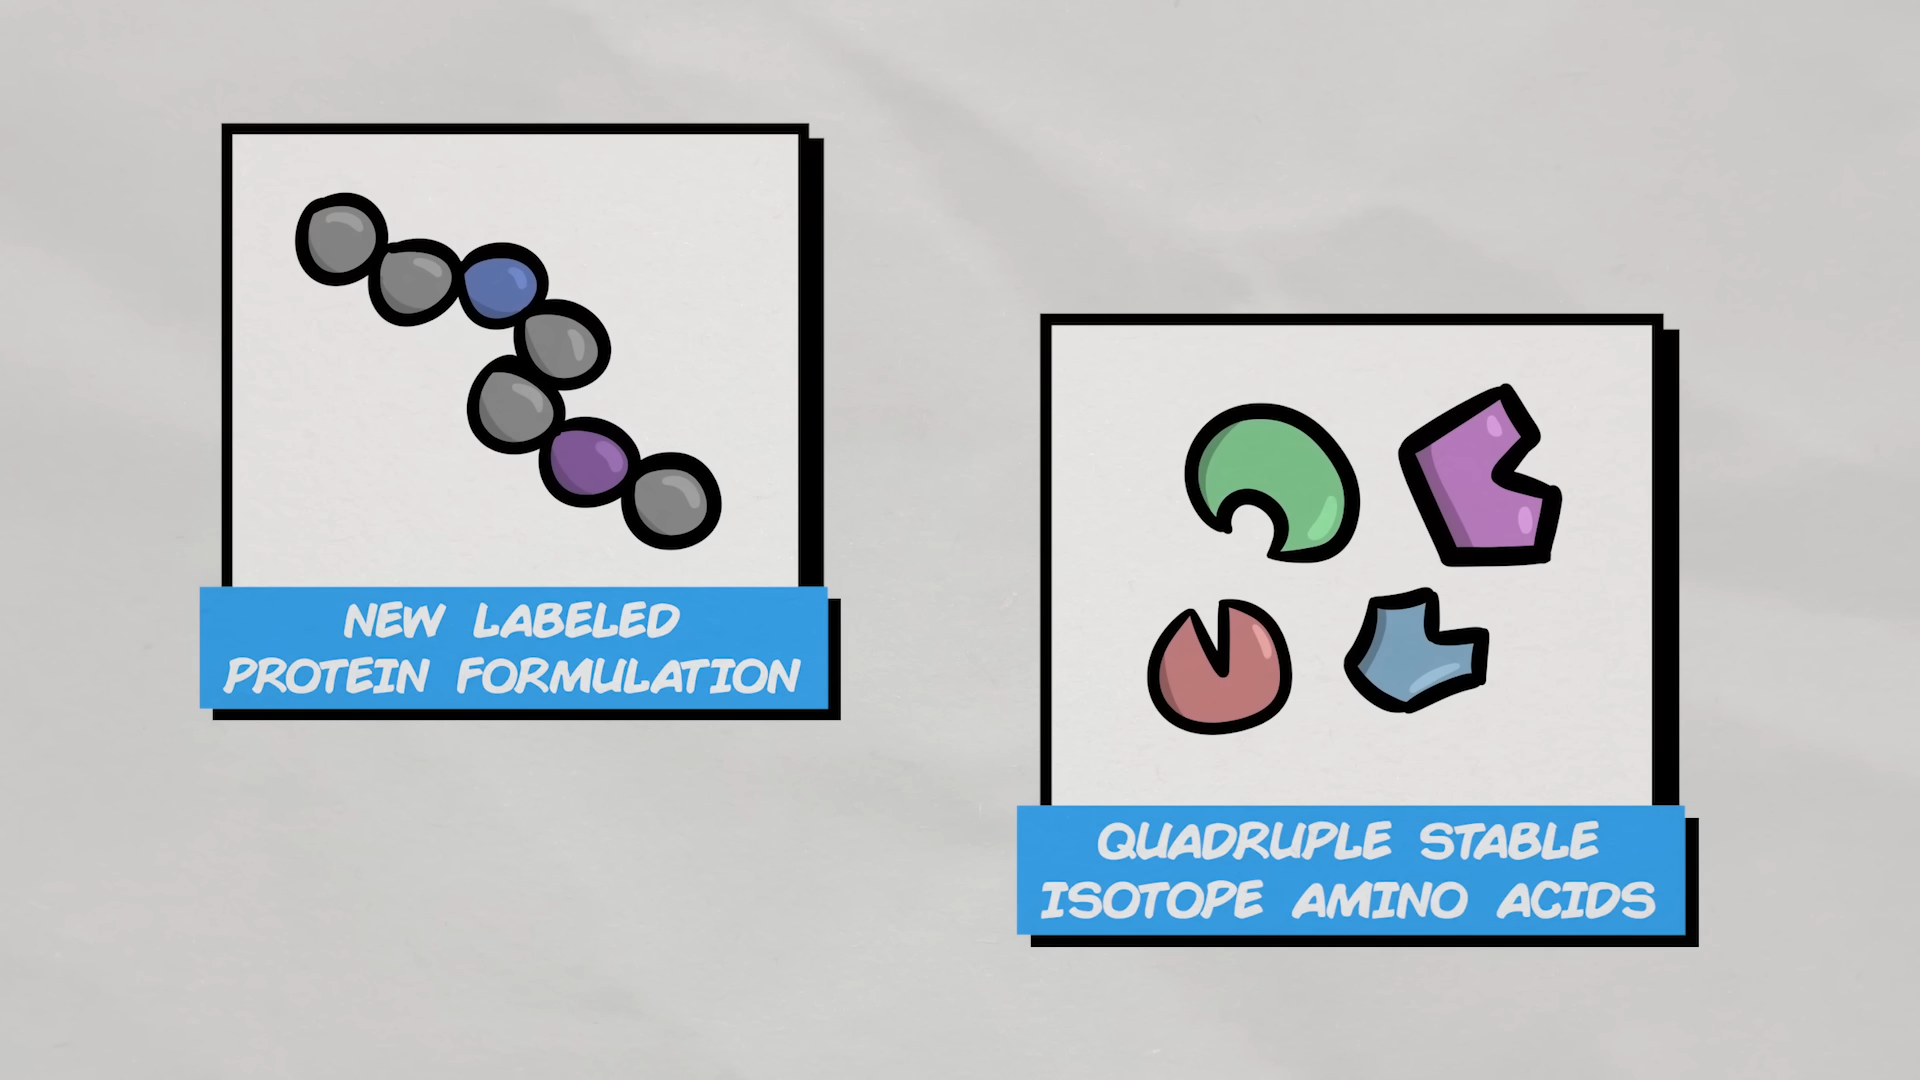 NEW LABELED
PROTEIN FORMULATION
QUADRUPLE STABLE
ISOTOPE AMINO ACIDS